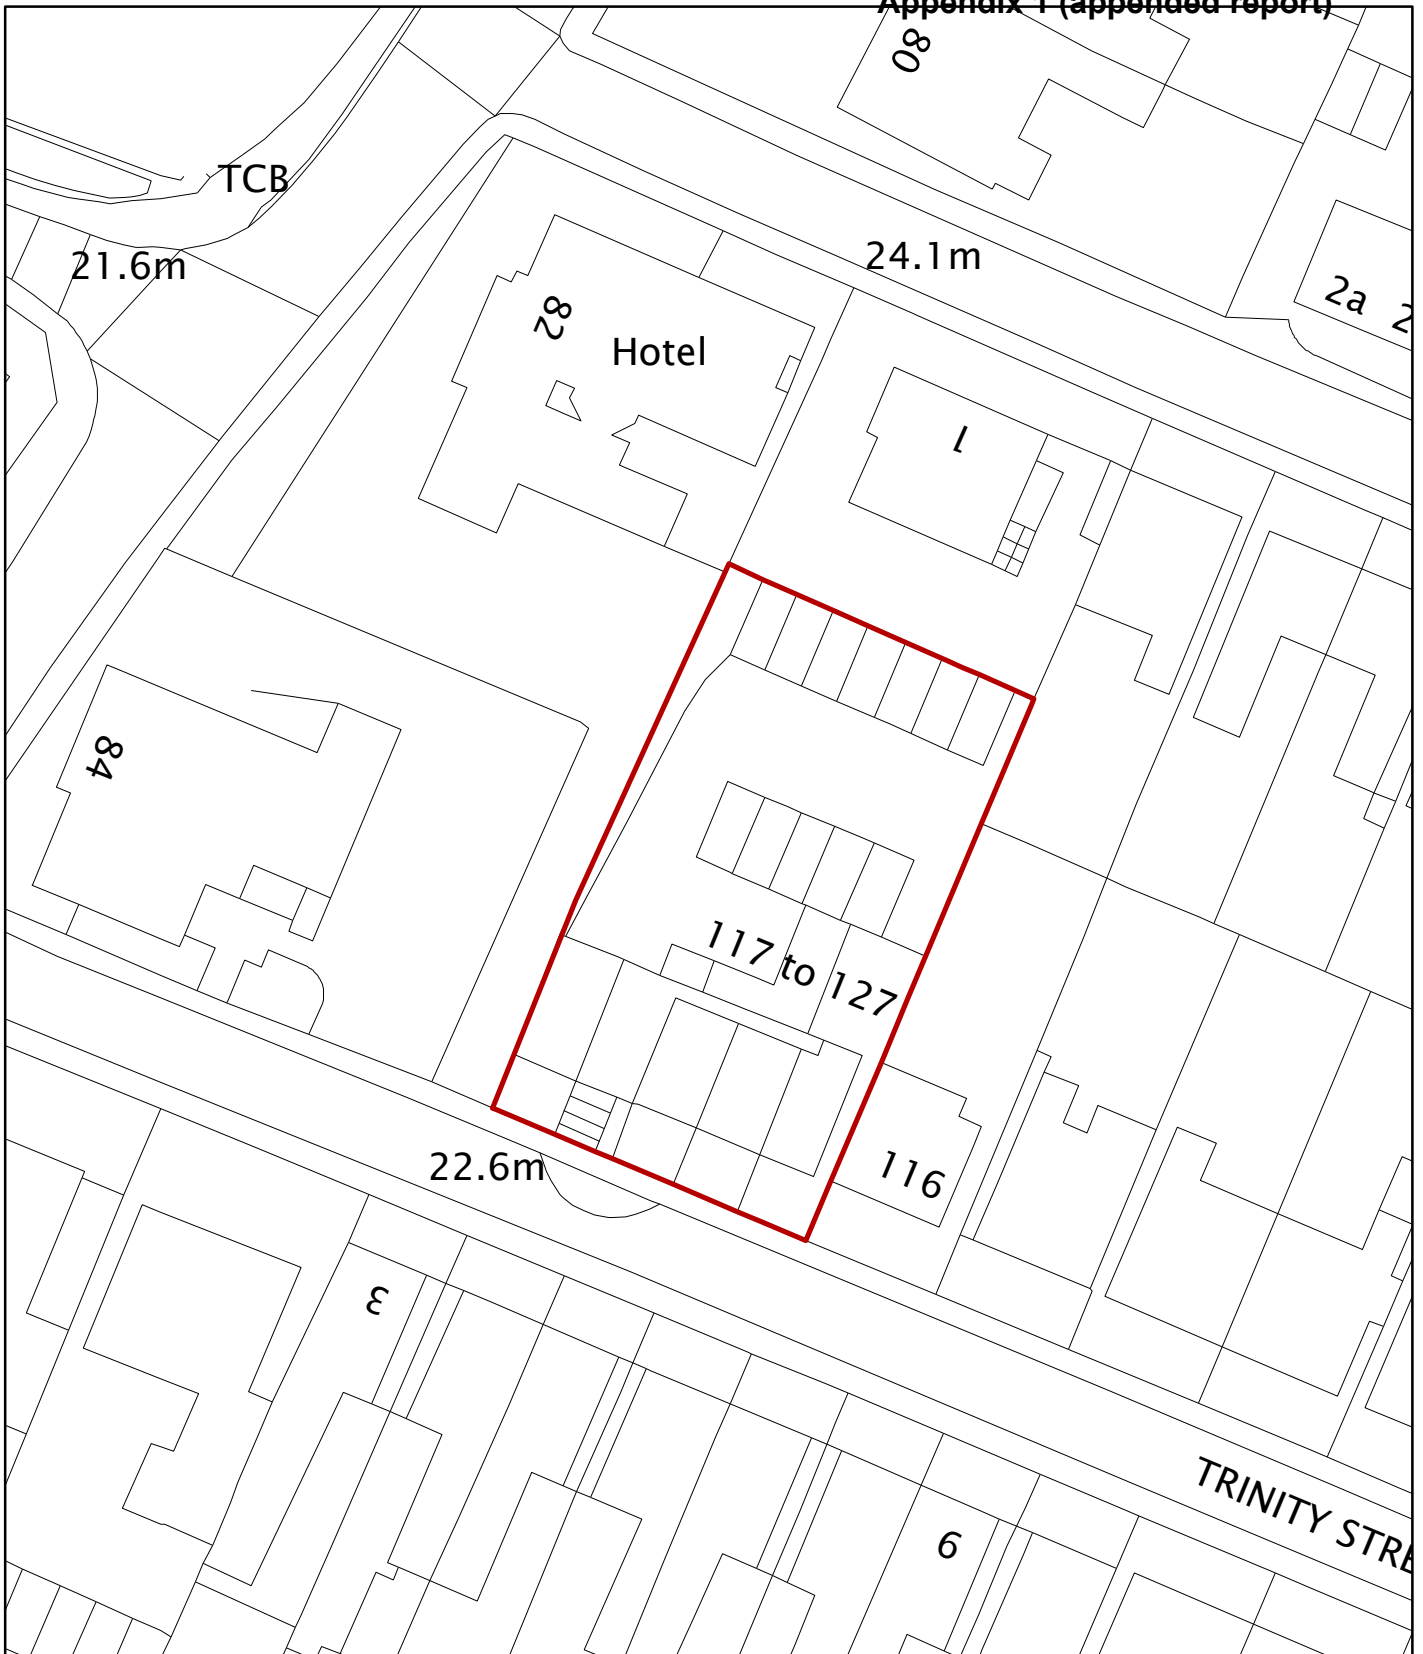 Appendix 1 (appended report)
80
TCB
24.1m
21.6m
2a
82
Hotel
1
84
117 to 127
22.6m
116
3
TRINITY STRE
6